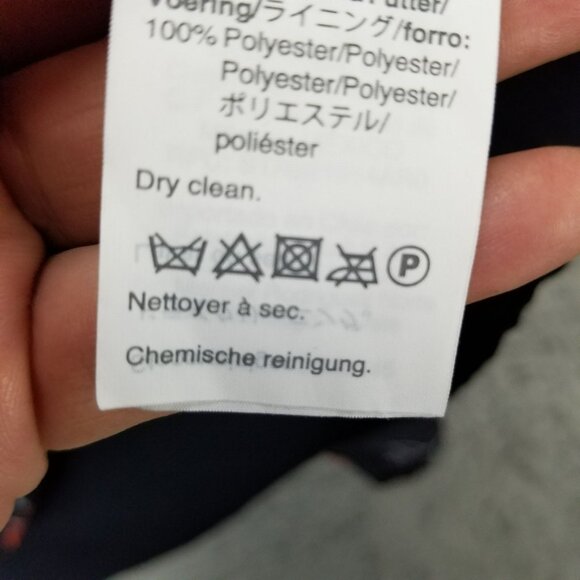 Futter/
Voering/ライニング/forro:
100% Polyester/Polyester/
Polyester/Polyester/
ポリエステル/
poliéster
Dry clean.
P
Nettoyer à sec.
Chemische reinigung.